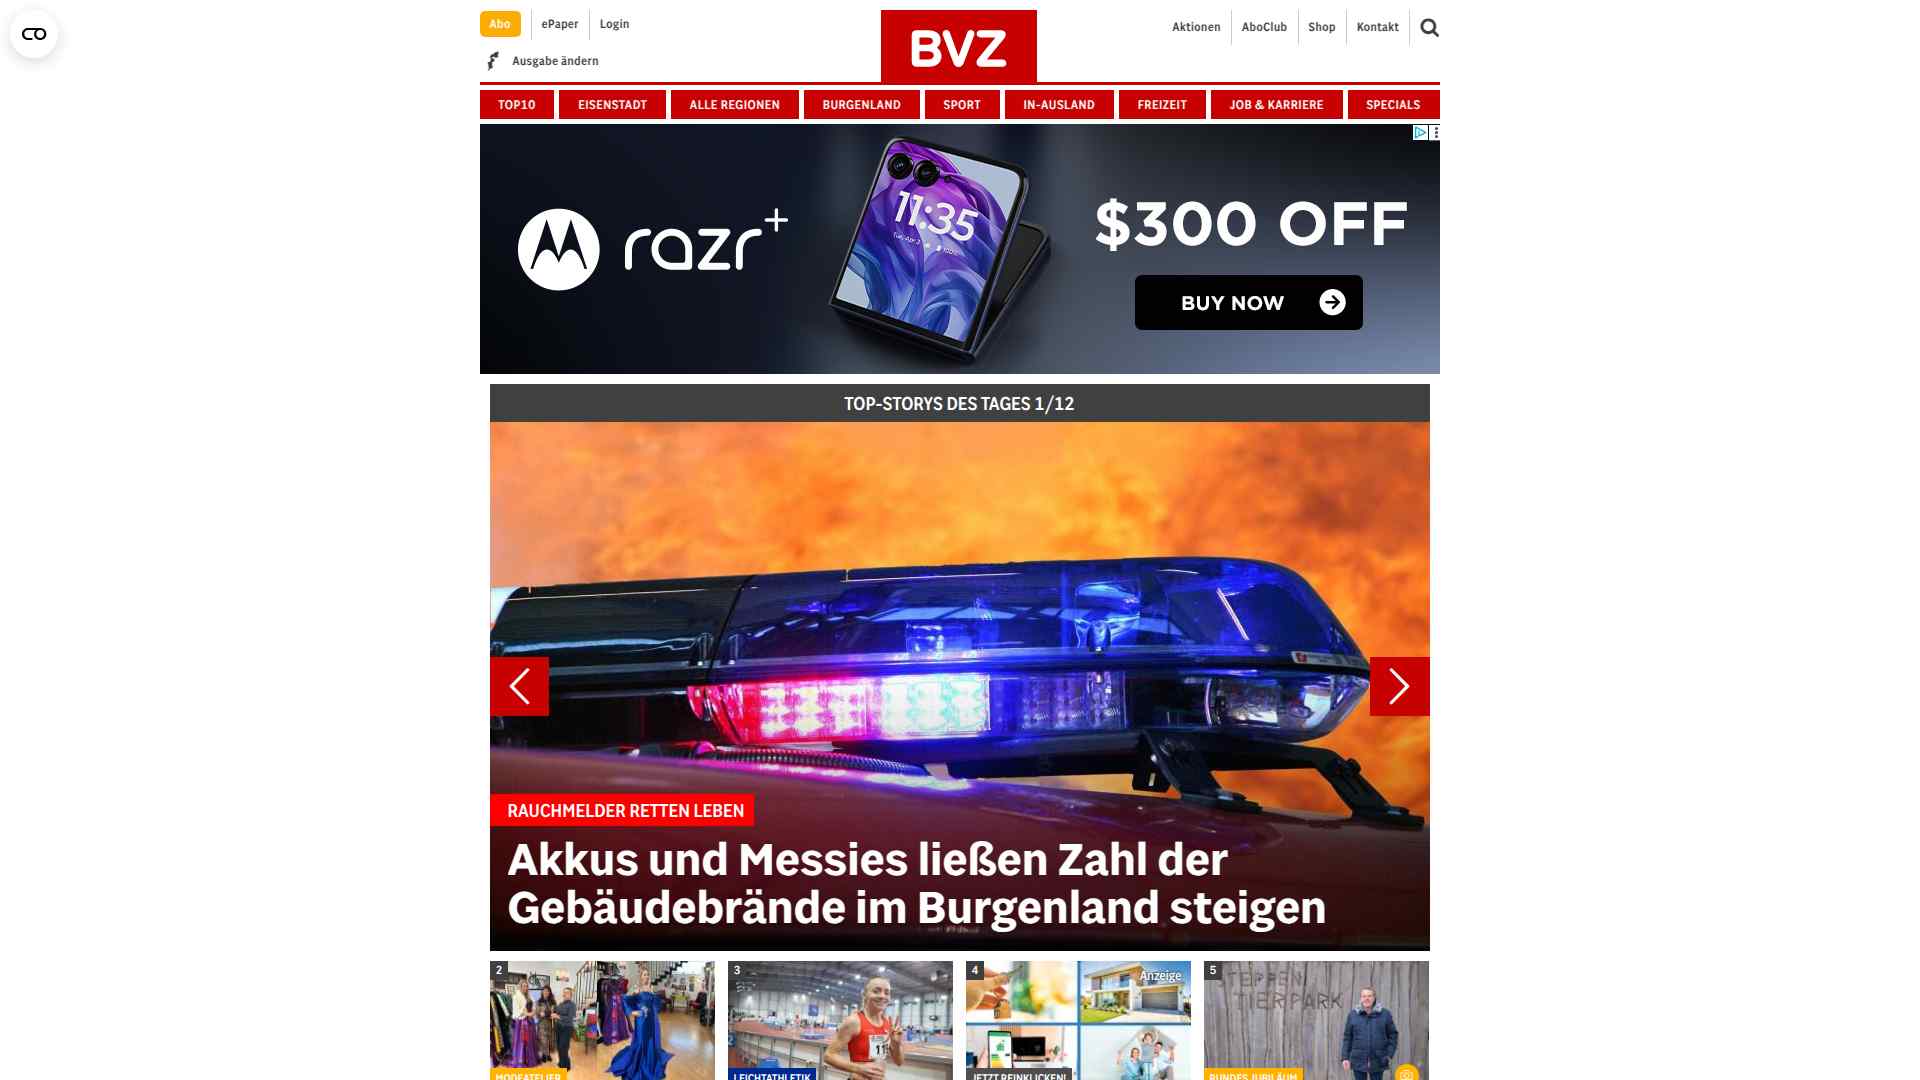 Abo
ePaper
Login
Ausgabe ändern
BVZ
Aktionen
AboClub
Shop
Kontakt
TOP10
EISENSTADT
ALLE REGIONEN
BURGENLAND
SPORT
IN-AUSLAND
FREIZEIT
JOB & KARRIERE
SPECIALS
razr+
11:35
$300 OFF
BUY NOW
TOP-STORYS DES TAGES 1/12
RAUCHMELDER RETTEN LEBEN
Akkus und Messies ließen Zahl der
Gebäudebrände im Burgenland steigen
2
3
4
Anzeige
5
STEPPEN
TIERPARK
MODEATELIER
LEICHTATHLETIK
JETZT REINKLICKEN!
RUNDES JUBILÄUM